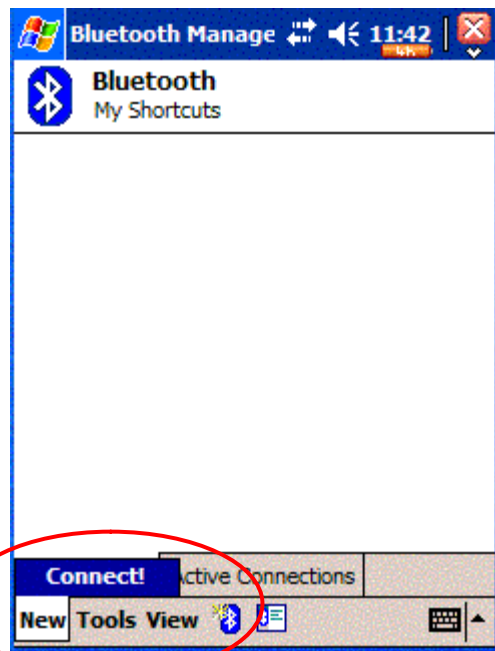 Bluetooth Manage 11:42
Bluetooth
My Shortcuts
Connect! Active Connections
New Tools View